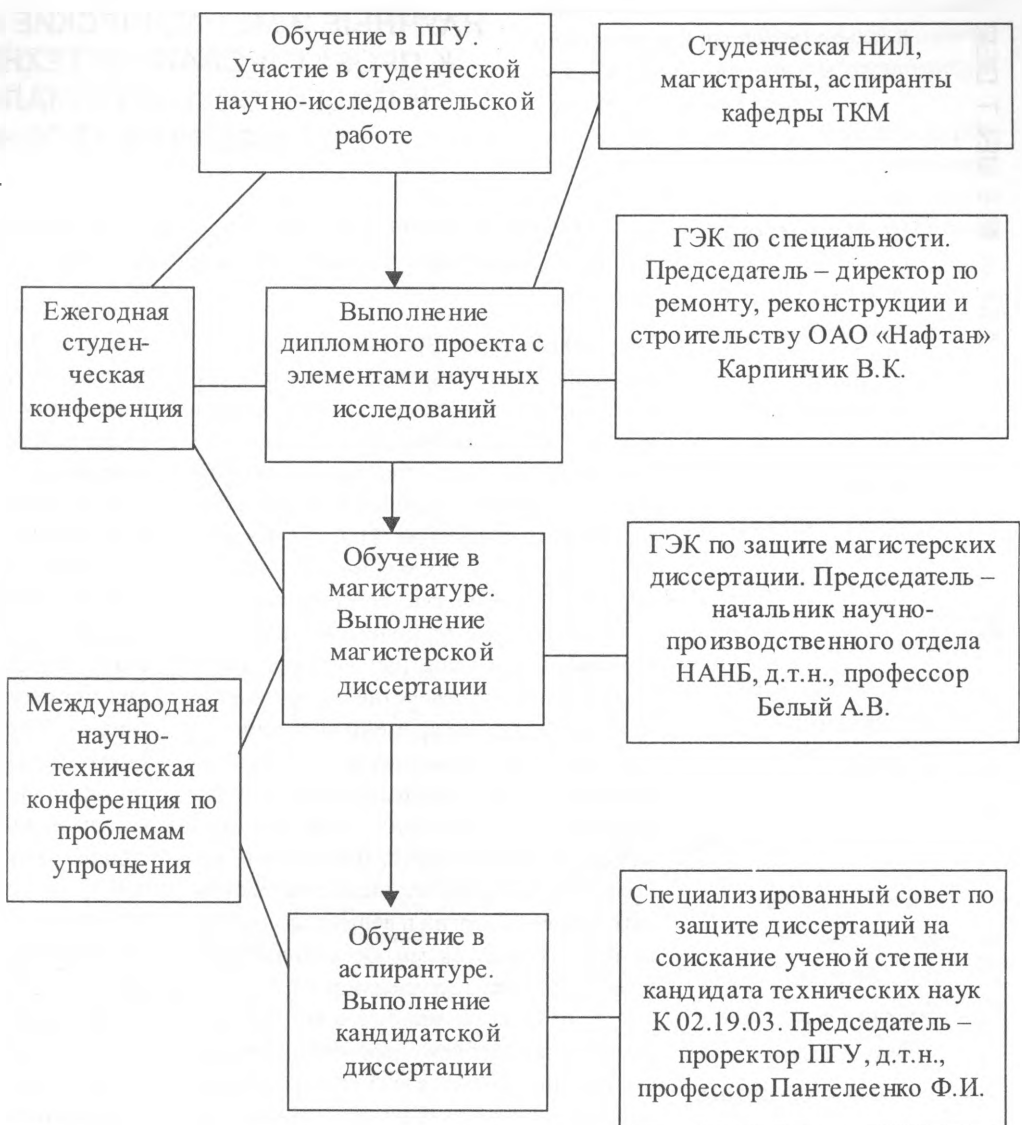 Обучение в ПГУ
Участие в студенческой
научно-исследовательской
работе
Студенческая НИЛ,
магистранты, аспиранты
кафедры ТКМ
Ежегодная
студен-
ческая
конференция
Выполнение
дипломного проекта с
элементами научных
исследований
ГЭК по специальности.
Председатель – директор по
ремонту, реконструкции и
строительству ОАО «Нафтан»
Карпинчик В.К.
Обучение в
магистратуре.
Выполнение
магистерской
диссертации
ГЭК по защите магистерских
диссертации. Председатель –
начальник научно-
производственного отдела
НАНБ, д.т.н., профессор
Белый А.В.
Международная
научно-
техническая
конференция по
проблемам
упрочнения
Обучение в
аспирантуре.
Выполнение
кандидатской
диссертации
Специализированный совет по
защите диссертаций на
соискание ученой степени
кандидата технических наук
К 02.19.03. Председатель –
проректор ПГУ, д.т.н.,
профессор Пантелеенко Ф.И.